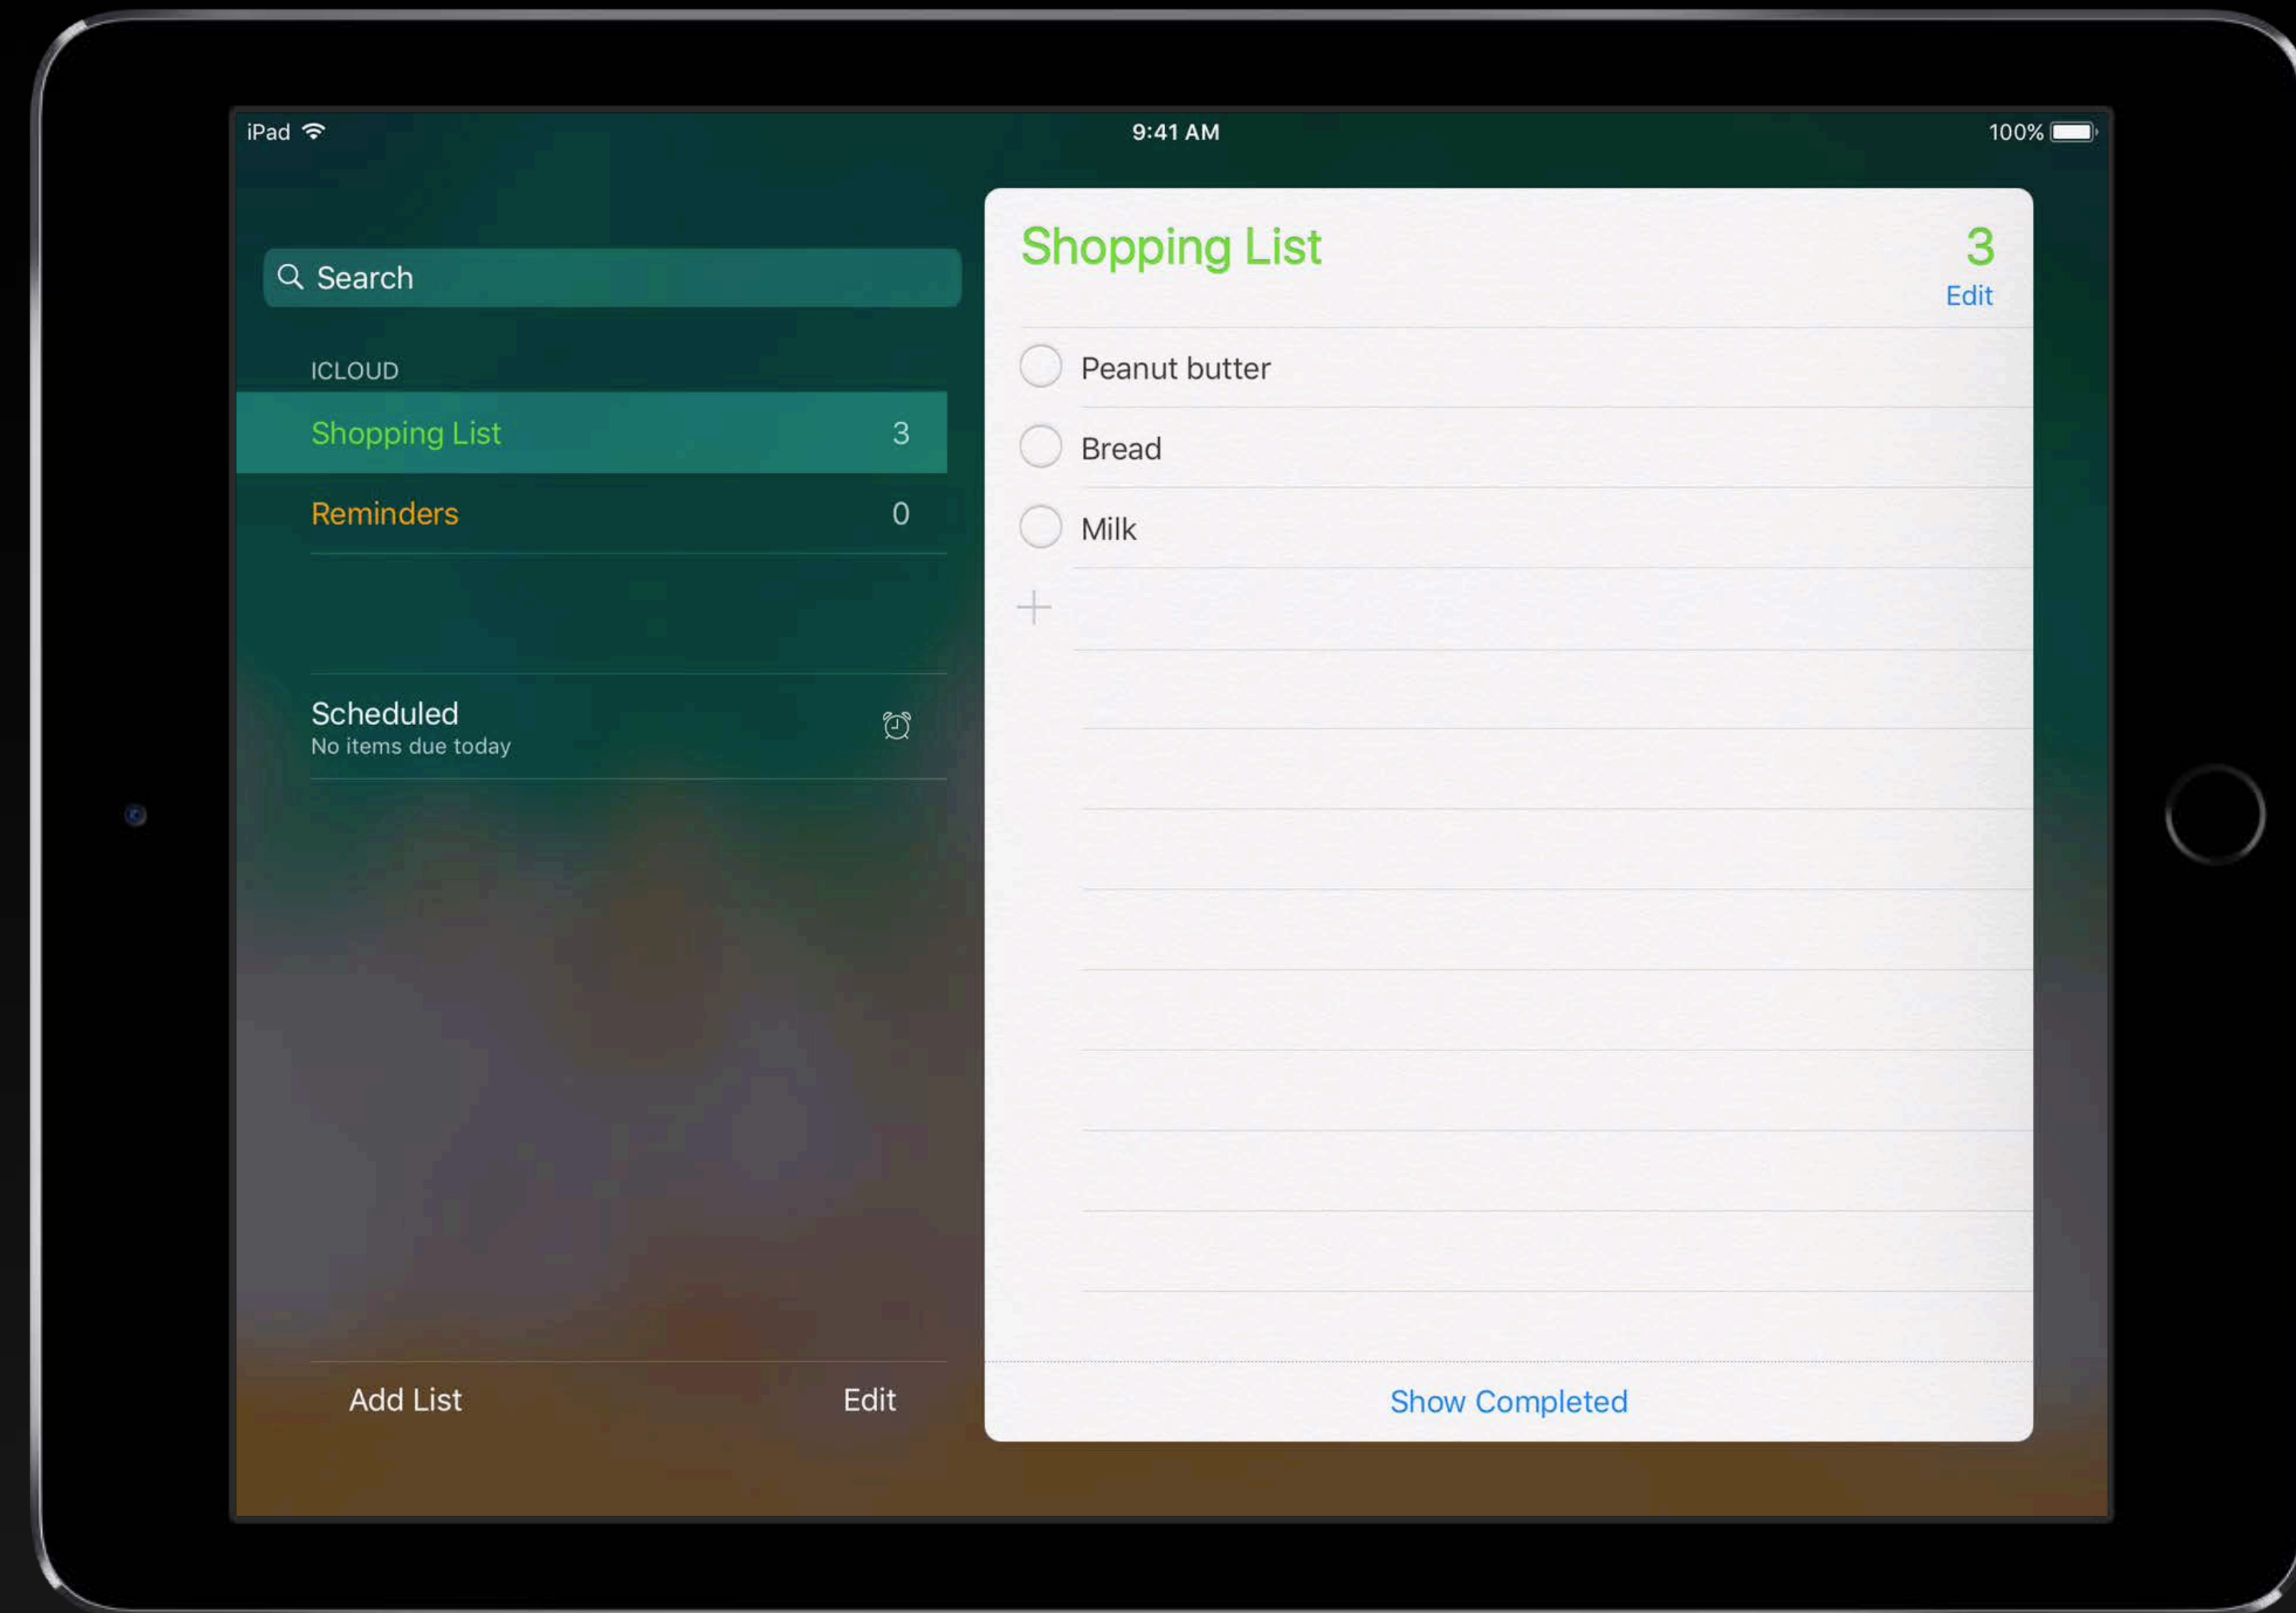 iPad
9:41 AM
100%
Search
ICLOUD
Shopping List 3
Reminders 0
Scheduled
No items due today
Add List
Edit
Shopping List
3
Edit
Peanut butter
Bread
Milk
Show Completed